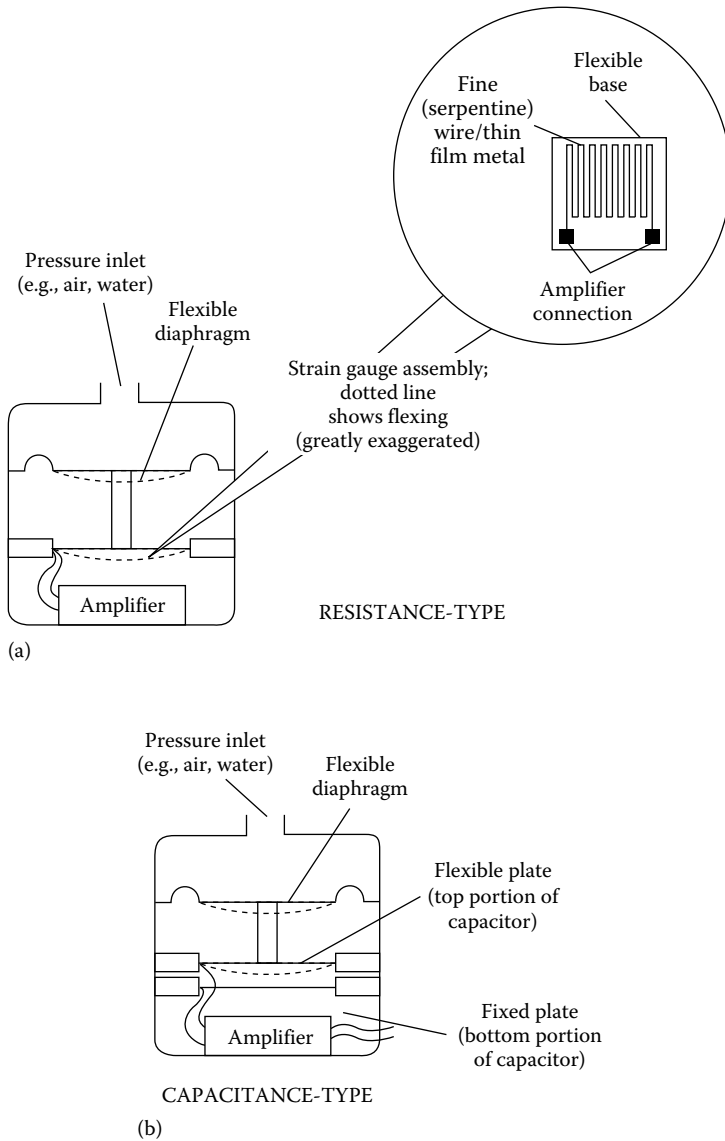 Flexible
base
Fine
(serpentine)
wire/thin
film metal
Amplifier
connection
Pressure inlet
(e.g., air, water)
Flexible
diaphragm
Strain gauge assembly;
dotted line
shows flexing
(greatly exaggerated)
Amplifier
RESISTANCE-TYPE
(a)
Pressure inlet
(e.g., air, water)
Flexible
diaphragm
Flexible plate
(top portion of
capacitor)
Fixed plate
(bottom portion
of capacitor)
Amplifier
CAPACITANCE-TYPE
(b)